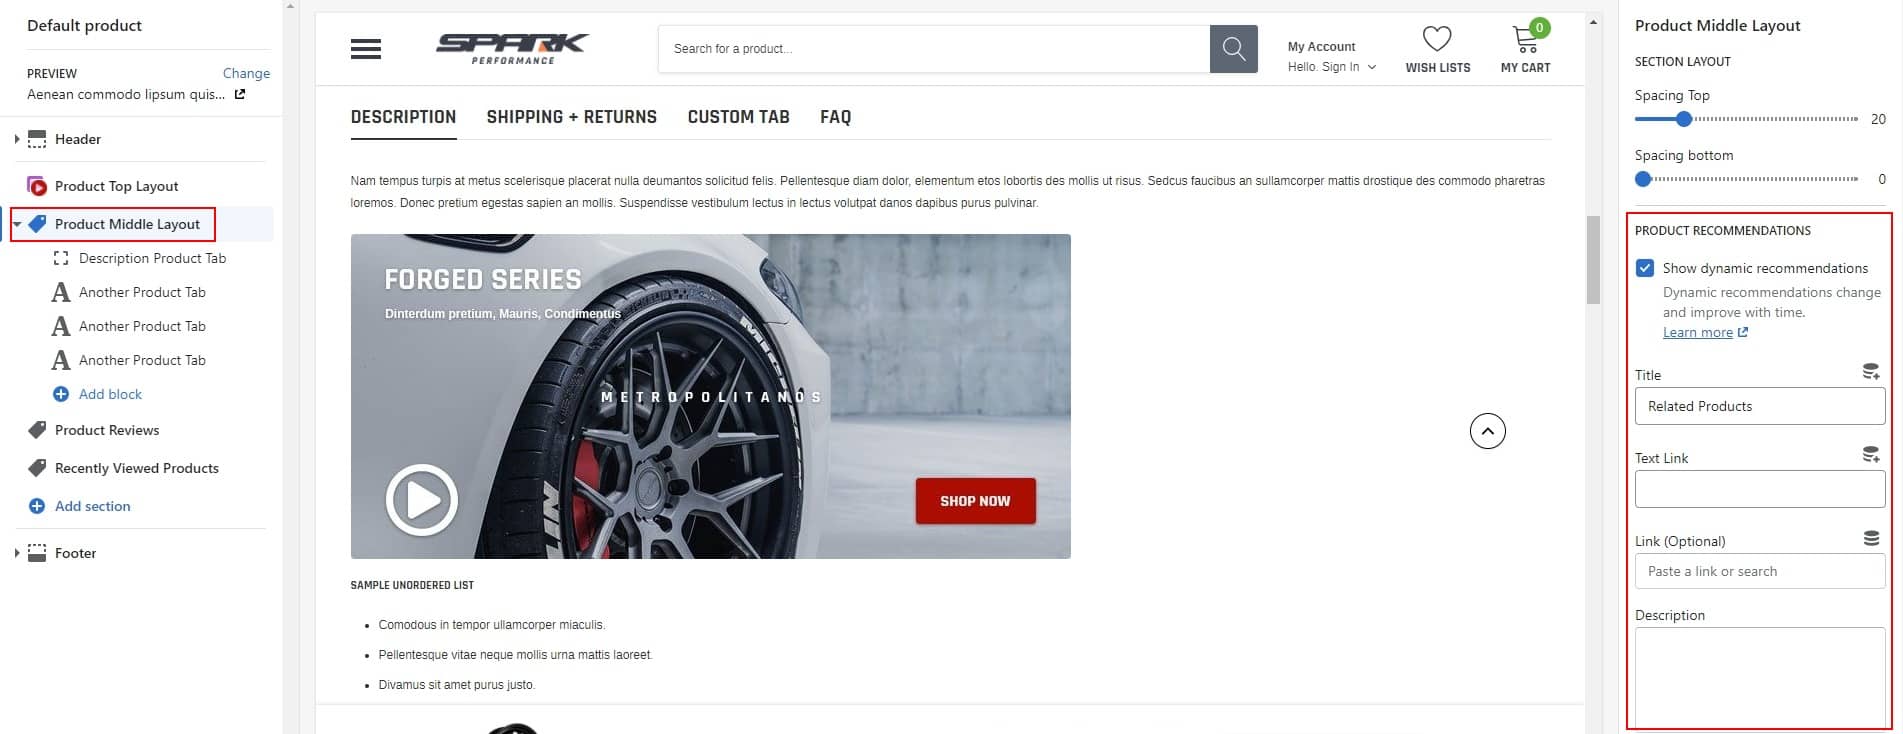 Default product
PREVIEW
Change
Aenean commodo lipsum quis...
Header
Product Top Layout
Product Middle Layout
Description Product Tab
Another Product Tab
Another Product Tab
Another Product Tab
Add block
Product Reviews
Recently Viewed Products
Add section
Footer
SPARK
PERFORMANCE
Search for a product...
My Account
Hello. Sign In
WISH LISTS
0
MY CART
DESCRIPTION
SHIPPING + RETURNS
CUSTOM TAB
FAQ
Nam tempus turpis at metus scelerisque placerat nulla deumantos solicitud felis. Pellentesque diam dolor, elementum etos lobortis des mollis ut risus. Sedcus faucibus an sullamcorper mattis drostique des commodo pharetras
loremos. Donec pretium egestas sapien an mollis. Suspendisse vestibulum lectus in lectus volutpat danos dapibus purus pulvinar.
FORGED SERIES
Dinterdum pretium, Mauris, Condimentus
METROPOLITANOS
SHOP NOW
SAMPLE UNORDERED LIST
Comodous in tempor ullamcorper miaculis.
Pellentesque vitae neque mollis urna mattis laoreet.
Divamus sit amet purus justo.
Product Middle Layout
SECTION LAYOUT
Spacing Top
20
Spacing bottom
0
PRODUCT RECOMMENDATIONS
Show dynamic recommendations
Dynamic recommendations change
and improve with time.
Learn more
Title
Related Products
Text Link
Link (Optional)
Paste a link or search
Description